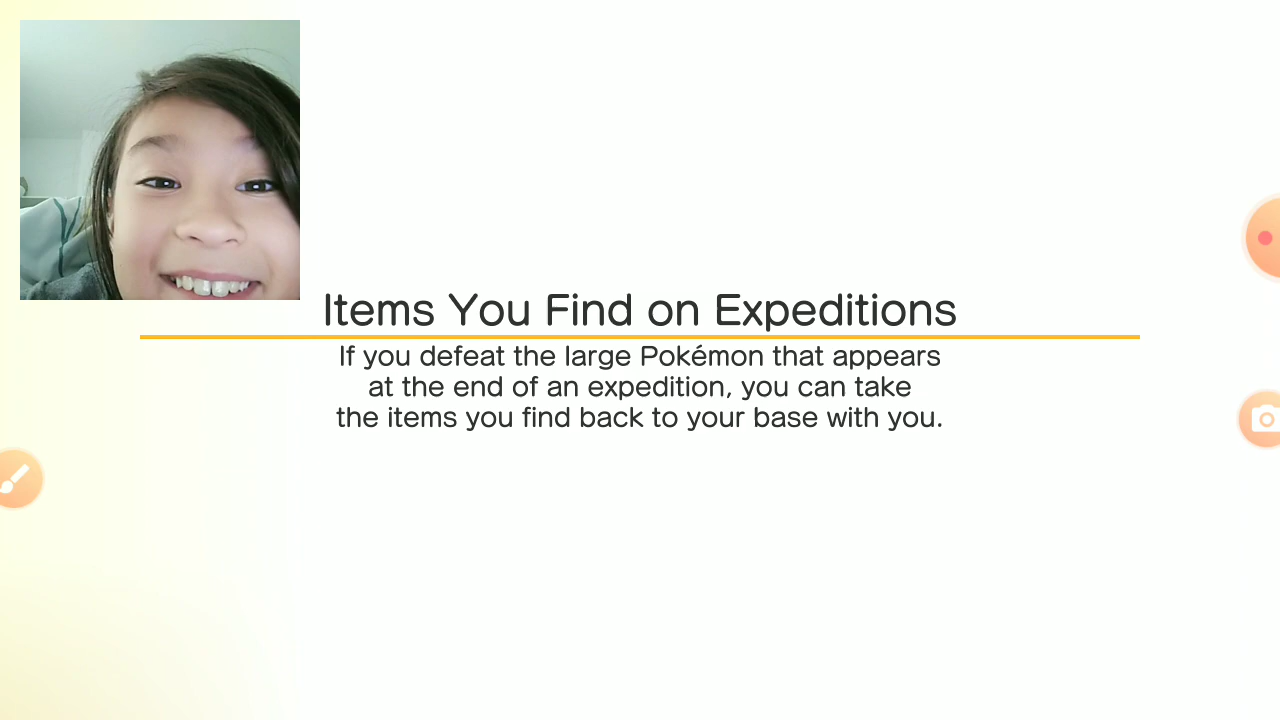 Items You Find on Expeditions
If you defeat the large Pokémon that appears
at the end of an expedition, you can take
the items you find back to your base with you.